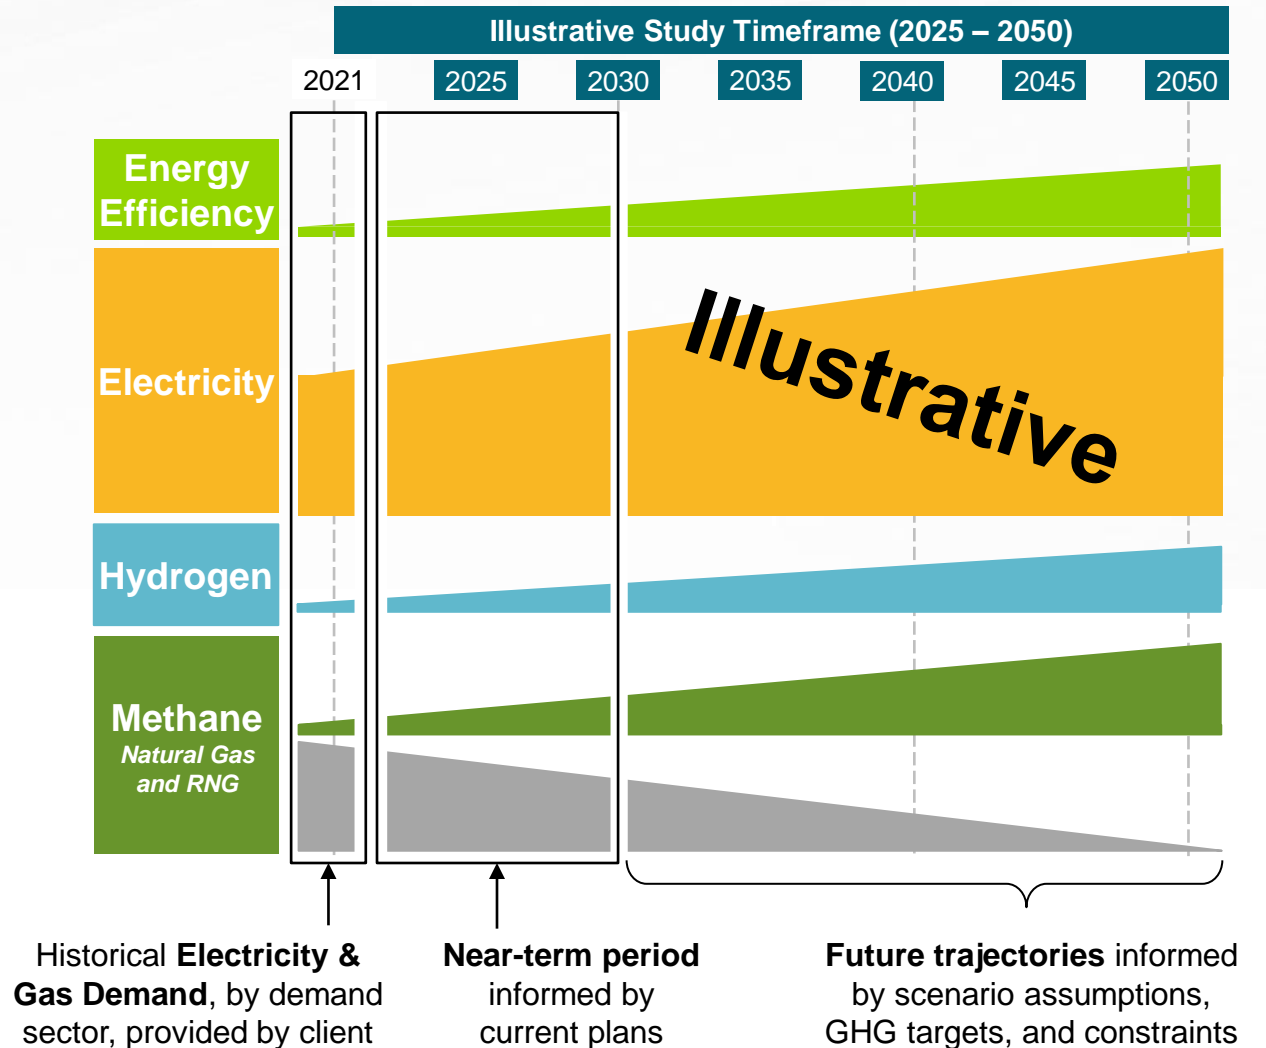 Illustrative Study Timeframe (2025 – 2050)
2021
2025
2030
2035
2040
2045
2050
Energy
Efficiency
Electricity
Illustrative
Hydrogen
Methane
Natural Gas
and RNG
Historical Electricity &
Gas Demand, by demand
sector, provided by client
Near-term period
informed by
current plans
Future trajectories informed
by scenario assumptions,
GHG targets, and constraints